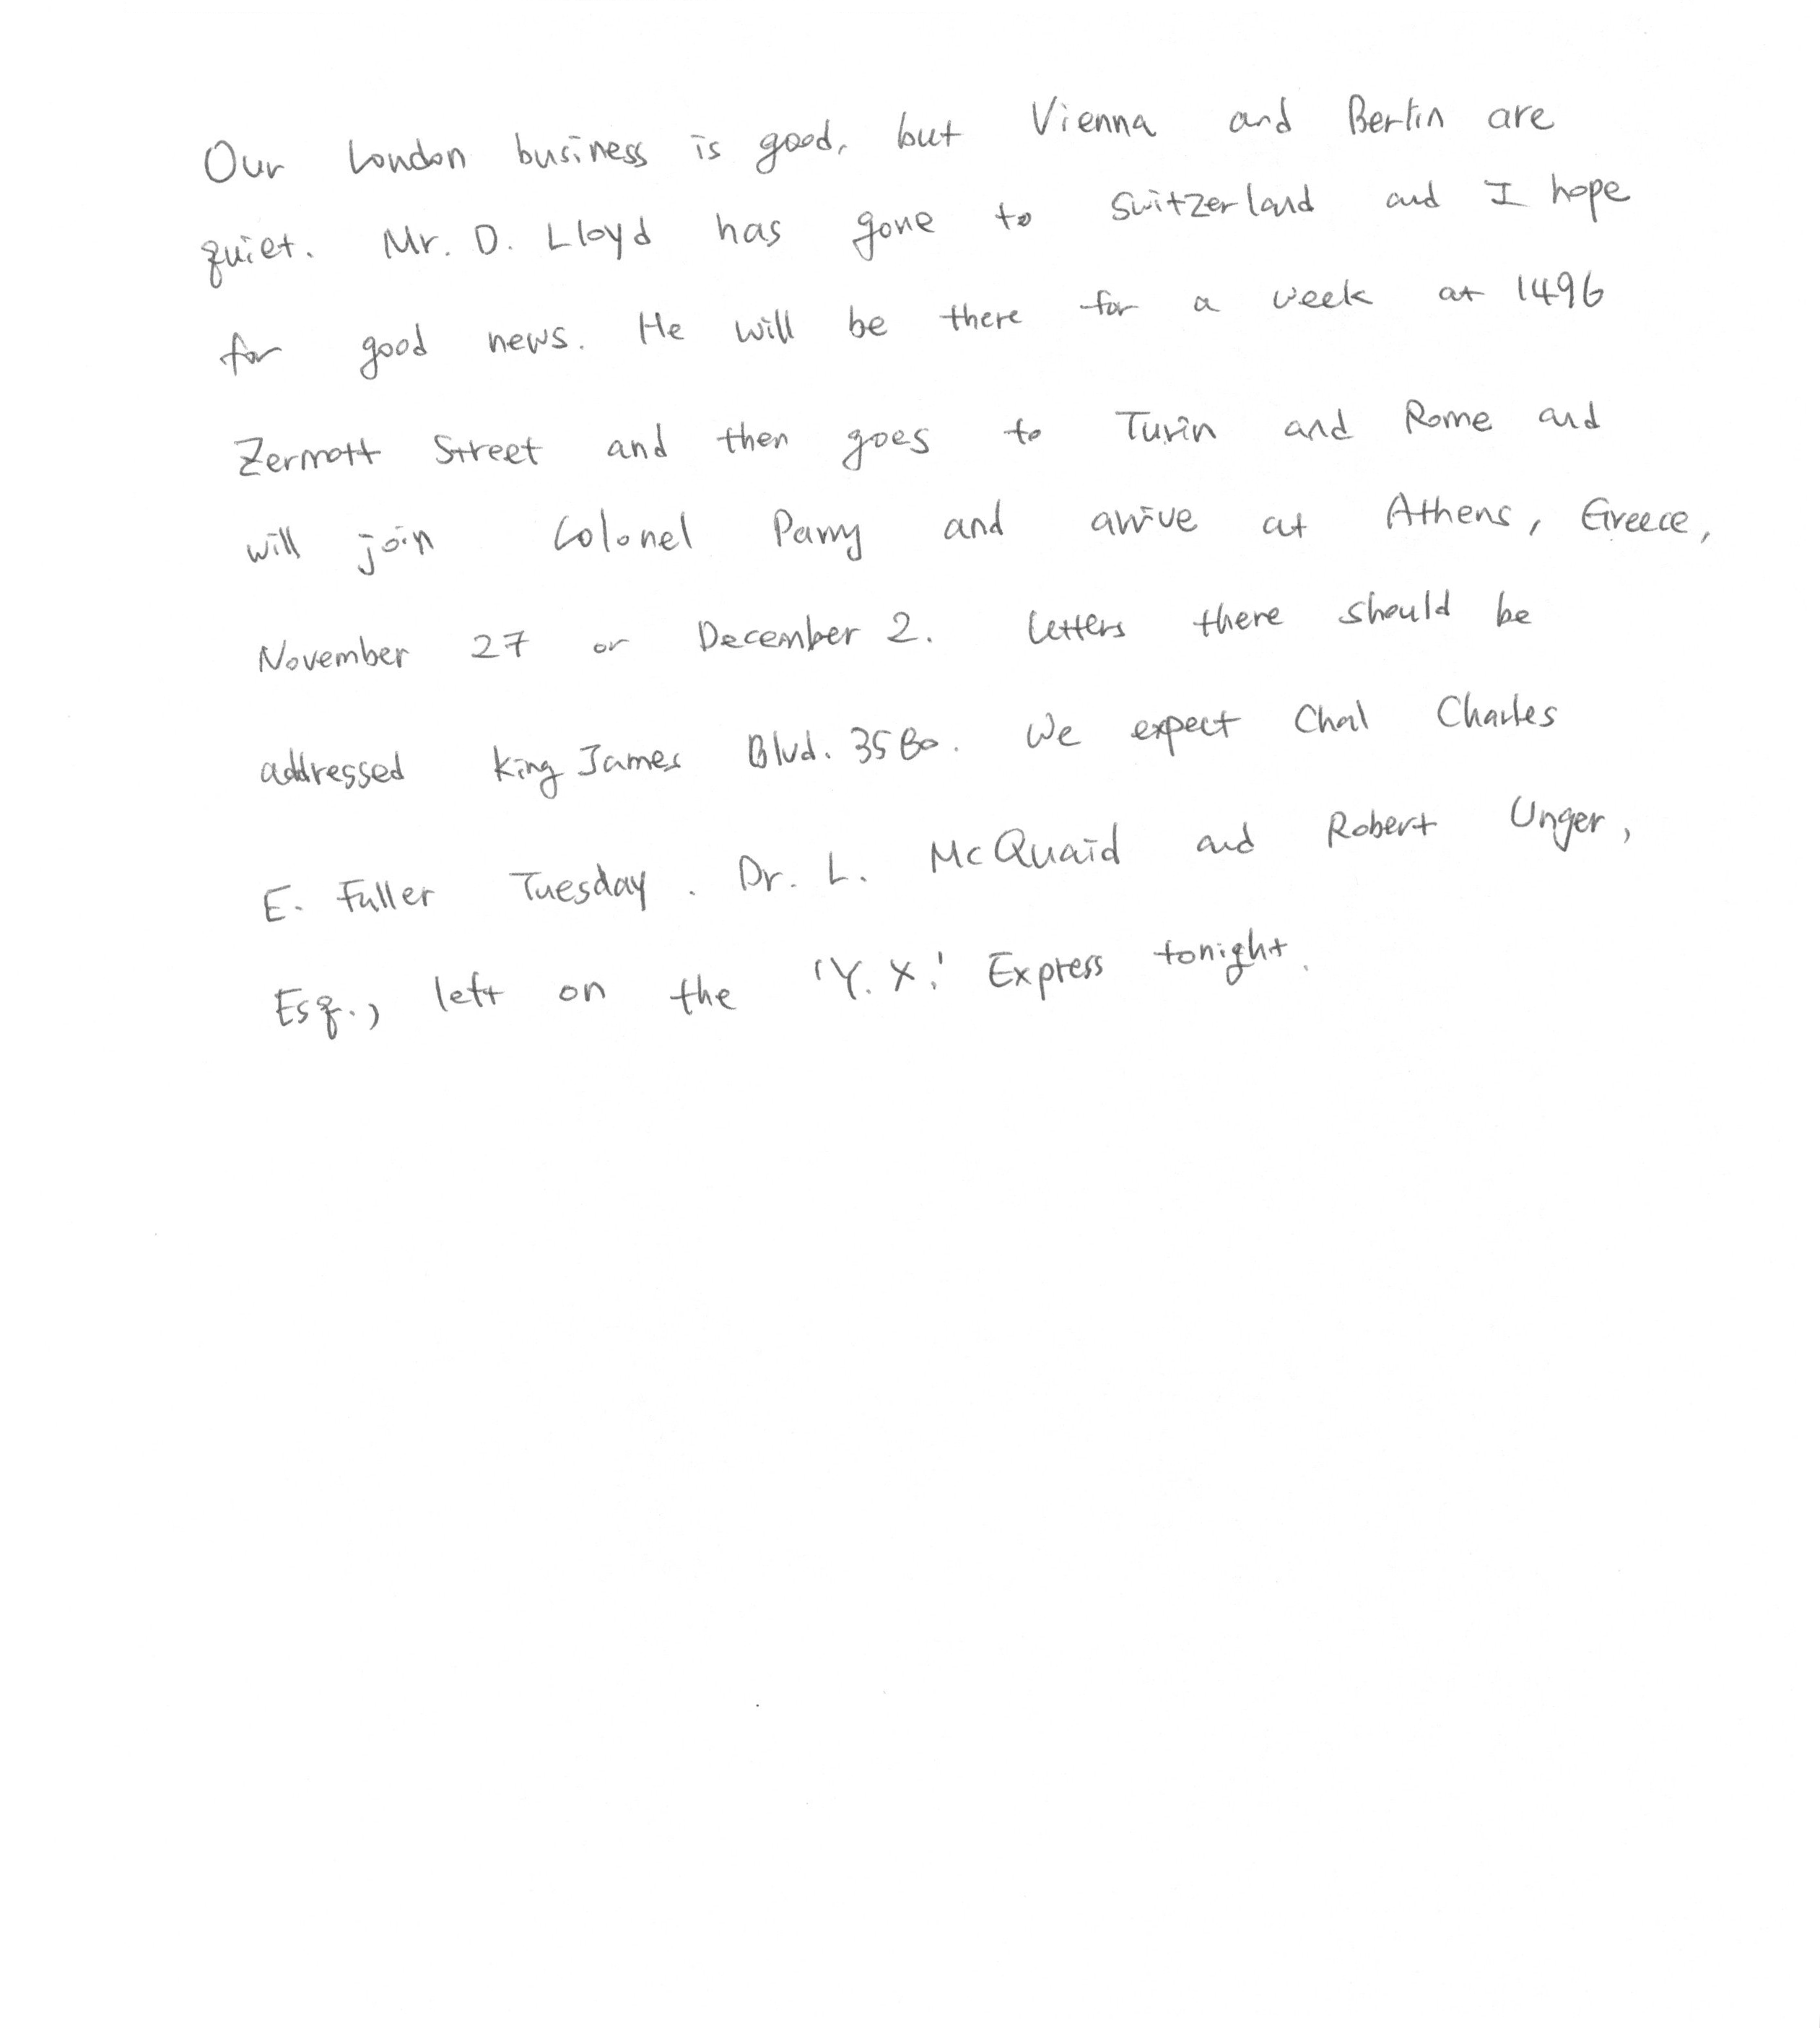 Our London business is good, but Vienna and Berlin are
quiet. Mr. D. Lloyd has gone to Switzerland and I hope
for good news. He will be there for a week at 1496
Zermott Street and then goes to Turin and Rome and
will join Colonel Parry and arrive at Athens, Greece,
November 27 or December 2. Letters there should be
addressed King James Blvd. 3580. We expect Chal Charles
E. Fuller Tuesday. Dr. L. McQuaid and Robert Unger,
Esq., left on the 'Y.X.' Express tonight.